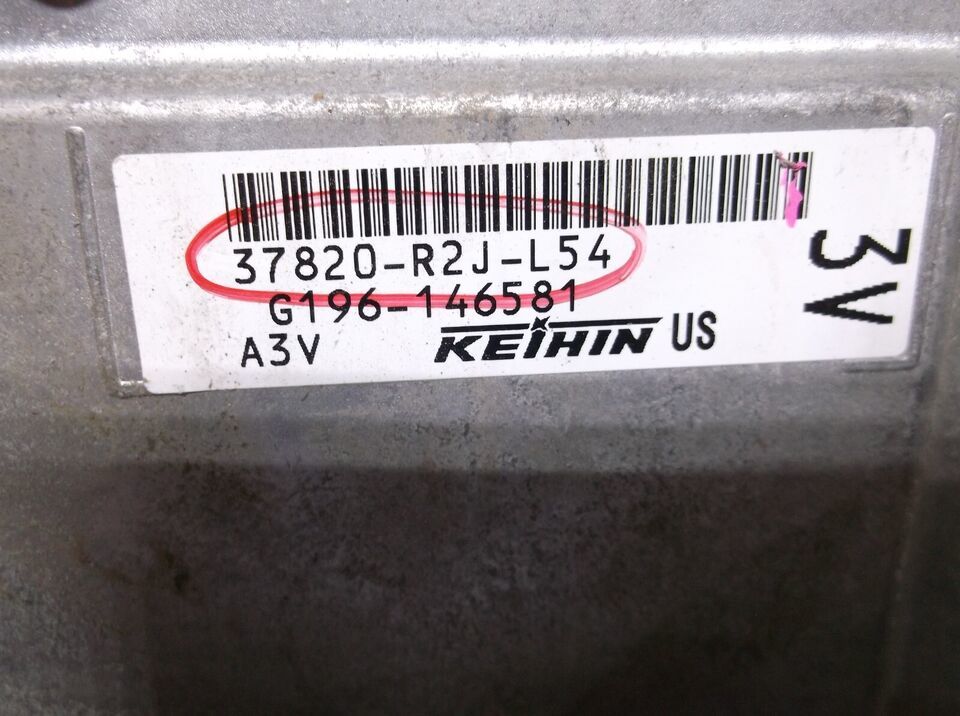 37820-R2J-L54
G196-146581
A3V KEIHIN US
3V